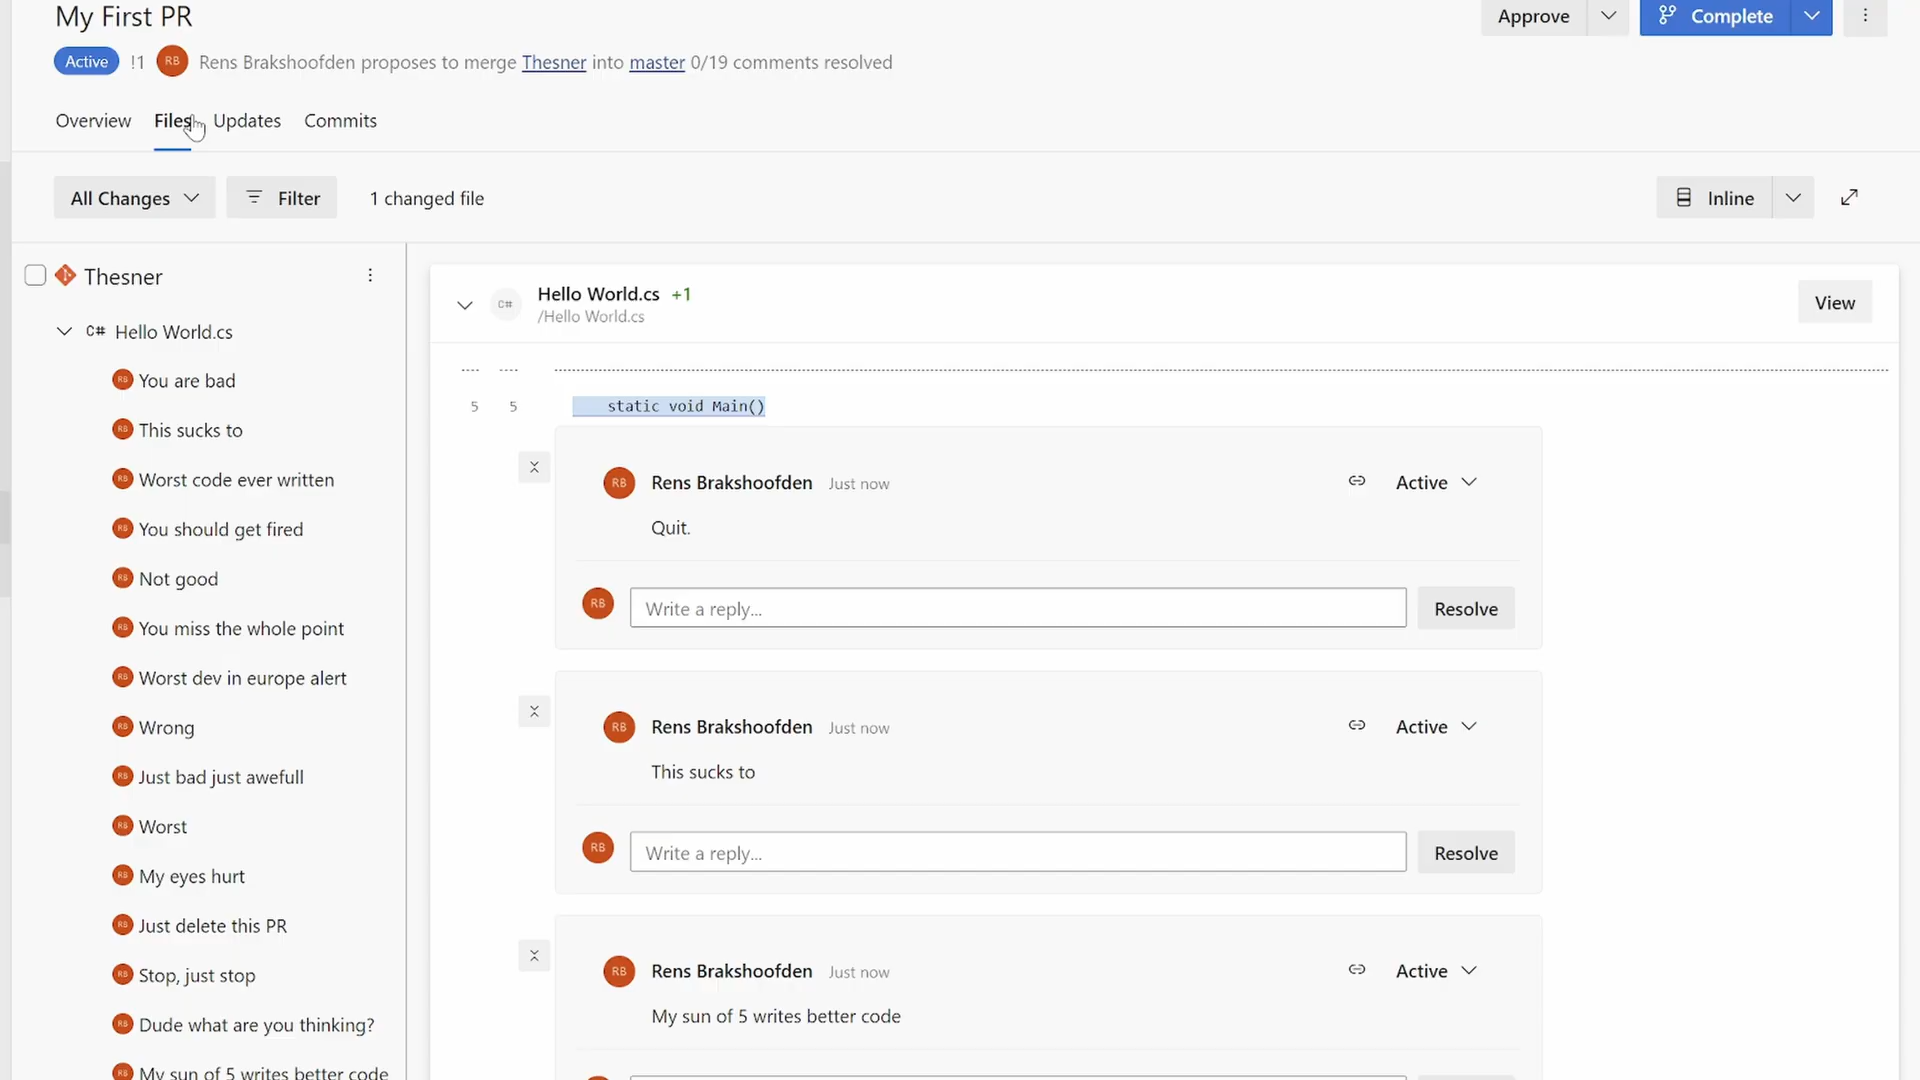 My First PR
Approve
Complete
Active !1 RB Rens Brakshoofden proposes to merge Thesner into master 0/19 comments resolved
Overview Files Updates Commits
All Changes Filter 1 changed file
Inline
Thesner
C# Hello World.cs
RB You are bad
RB This sucks to
RB Worst code ever written
RB You should get fired
RB Not good
RB You miss the whole point
RB Worst dev in europe alert
RB Wrong
RB Just bad just awefull
RB Worst
RB My eyes hurt
RB Just delete this PR
RB Stop, just stop
RB Dude what are you thinking?
RB My sun of 5 writes better code
C# Hello World.cs +1
/Hello World.cs
View
5 5 static void Main()
RB Rens Brakshoofden Just now Active
Quit.
RB Write a reply... Resolve
RB Rens Brakshoofden Just now Active
This sucks to
RB Write a reply... Resolve
RB Rens Brakshoofden Just now Active
My sun of 5 writes better code